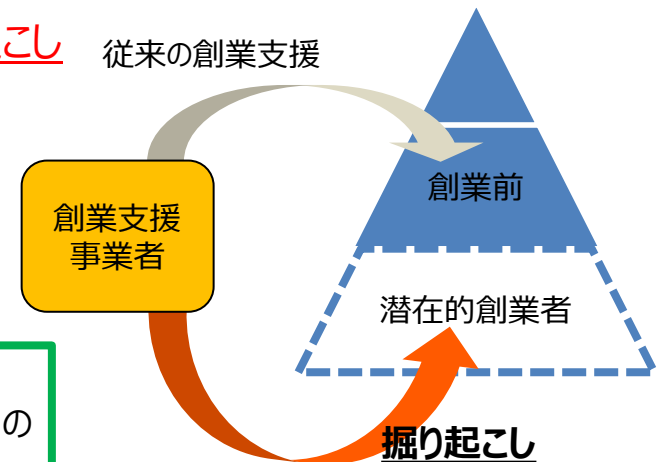 こし
従来の創業支援
創業前
創業支援
事業者
潜在的創業者
の
掘り起こし